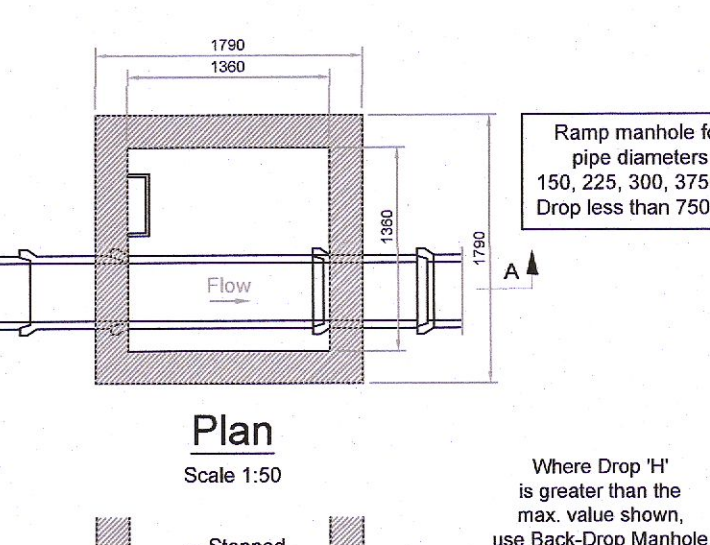 1790
1360
Ramp manhole
pipe diameters
150, 225, 300, 375
Drop less than 750
1360
1790
A
Flow
Plan
Scale 1:50
Where Drop 'H'
is greater than the
max. value shown,
use Back-Drop Manhole